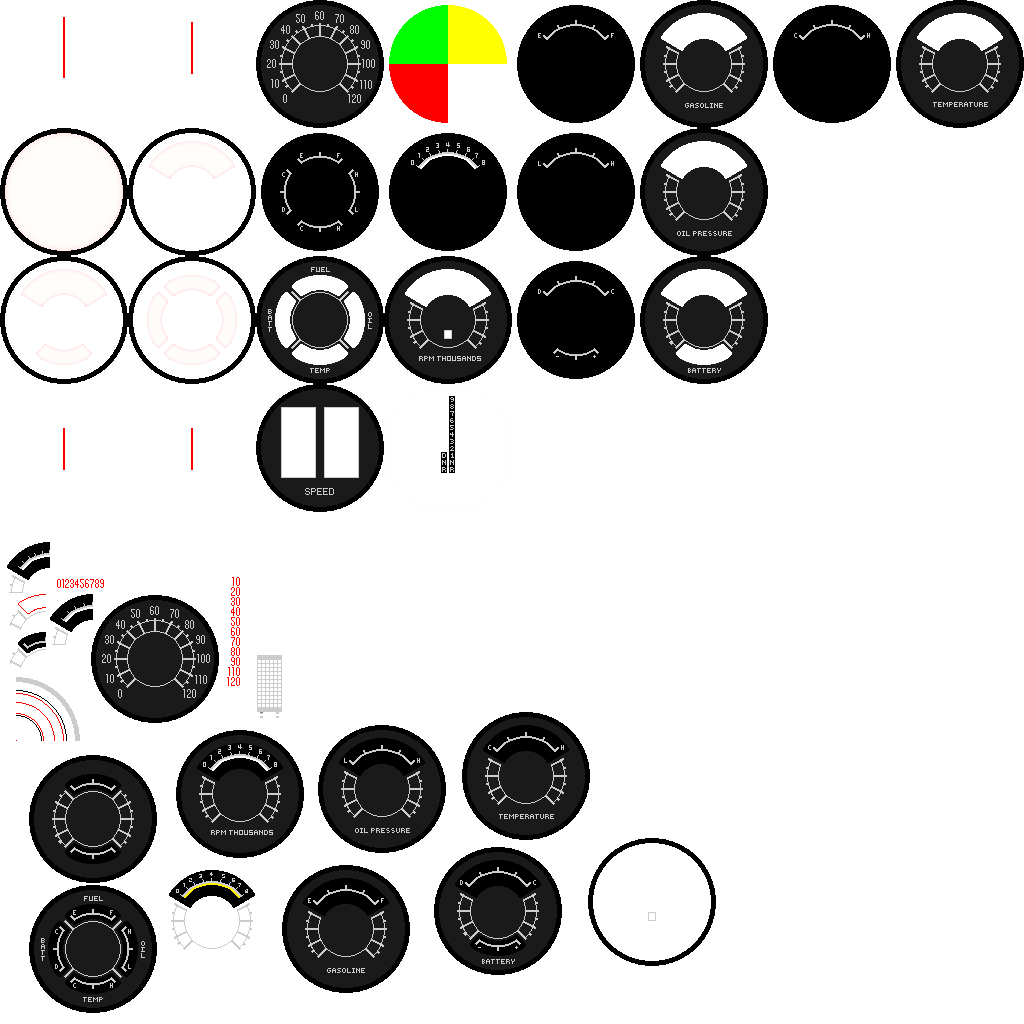 0 10 20 30 40 50 60 70 80 90 100 110 120
E F
GASOLINE
C H
TEMPERATURE
E F
C H
D L
C H
0 1 2 3 4 5 6 7 8
L H
OIL PRESSURE
FUEL
BATT
OIL
TEMP
RPM THOUSANDS
D C
- +
BATTERY
SPEED
0123456789
10
20
30
40
50
60
70
80
90
110
120
0 10 20 30 40 50 60 70 80 90 100 110 120
0 1 2 3 4 5 6 7 8
RPM THOUSANDS
L H
OIL PRESSURE
C H
TEMPERATURE
FUEL
E F
C H
BATT
OIL
D L
C H
TEMP
0 1 2 3 4 5 6 7 8
E F
GASOLINE
D C
- +
BATTERY